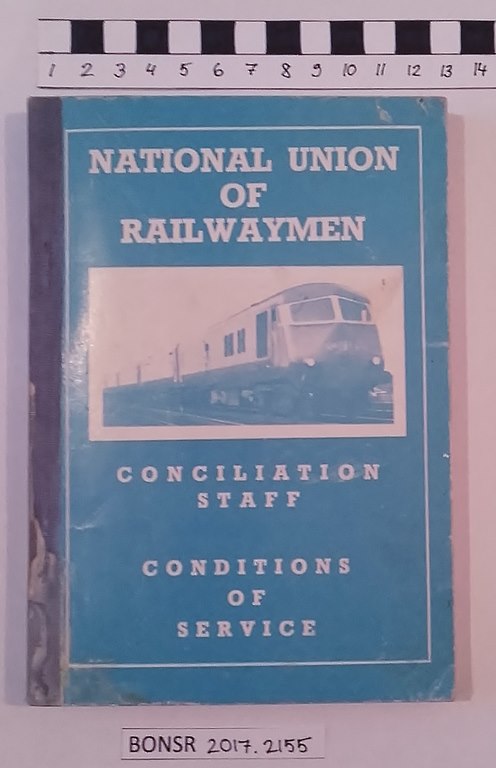 1 2 3 4 5 6 7 8 9 10 11 12 13 14
NATIONAL UNION
OF
RAILWAYMEN
CONCILIATION
STAFF
CONDITIONS
OF
SERVICE
BONSR 2017.2155